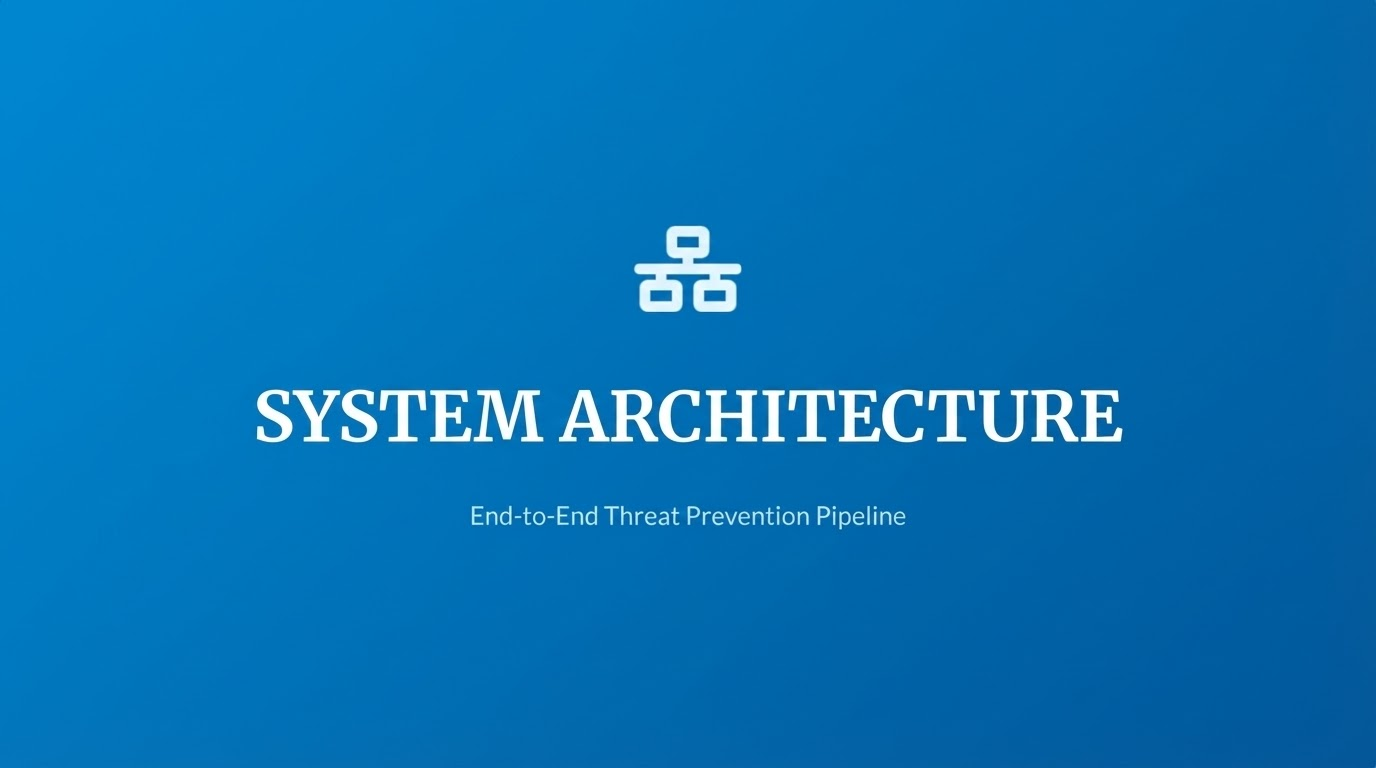 SYSTEM ARCHITECTURE
End-to-End Threat Prevention Pipeline